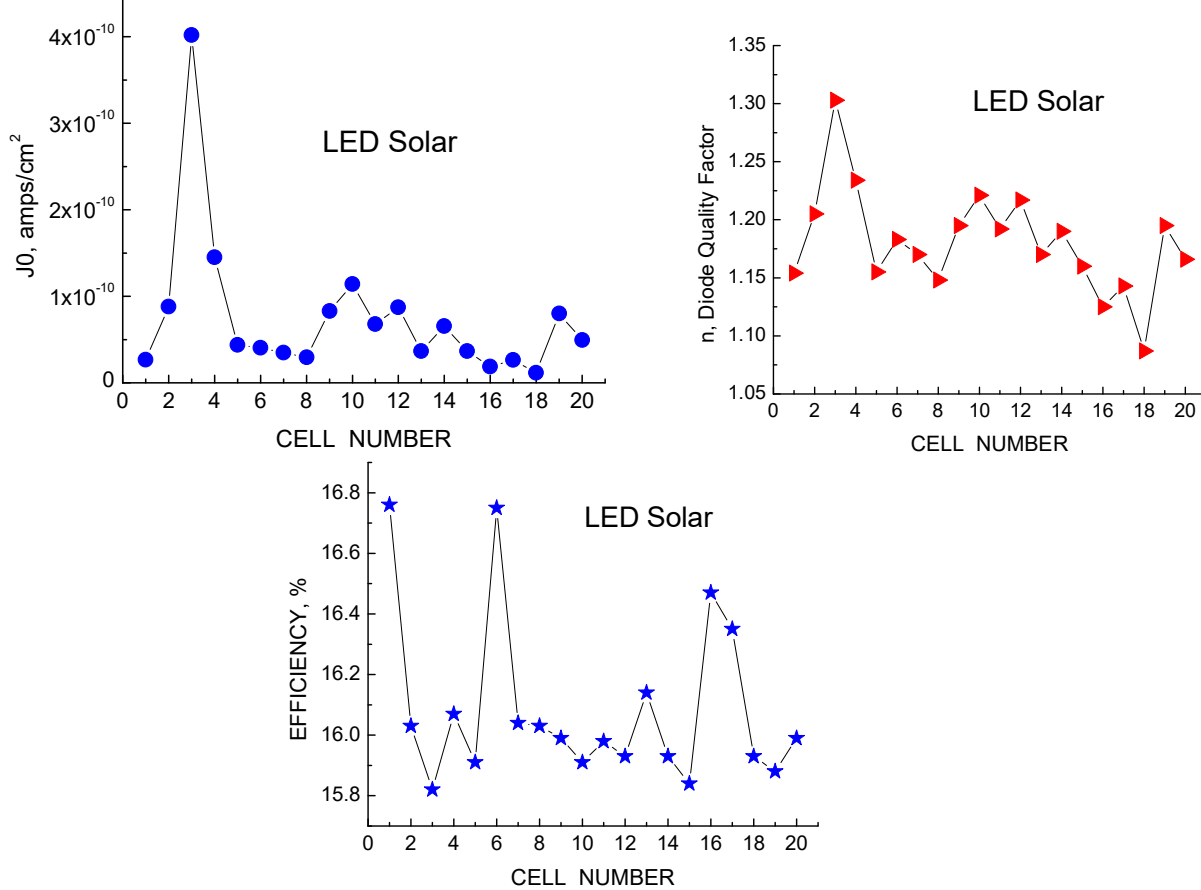 4x10⁻¹⁰
3x10⁻¹⁰
2x10⁻¹⁰
1x10⁻¹⁰
0
J0, amps/cm²
LED Solar
0 2 4 6 8 10 12 14 16 18 20
CELL NUMBER
1.35
1.30
1.25
1.20
1.15
1.10
1.05
n, Diode Quality Factor
LED Solar
0 2 4 6 8 10 12 14 16 18 20
CELL NUMBER
16.8
16.6
16.4
16.2
16.0
15.8
EFFICIENCY, %
LED Solar
0 2 4 6 8 10 12 14 16 18 20
CELL NUMBER